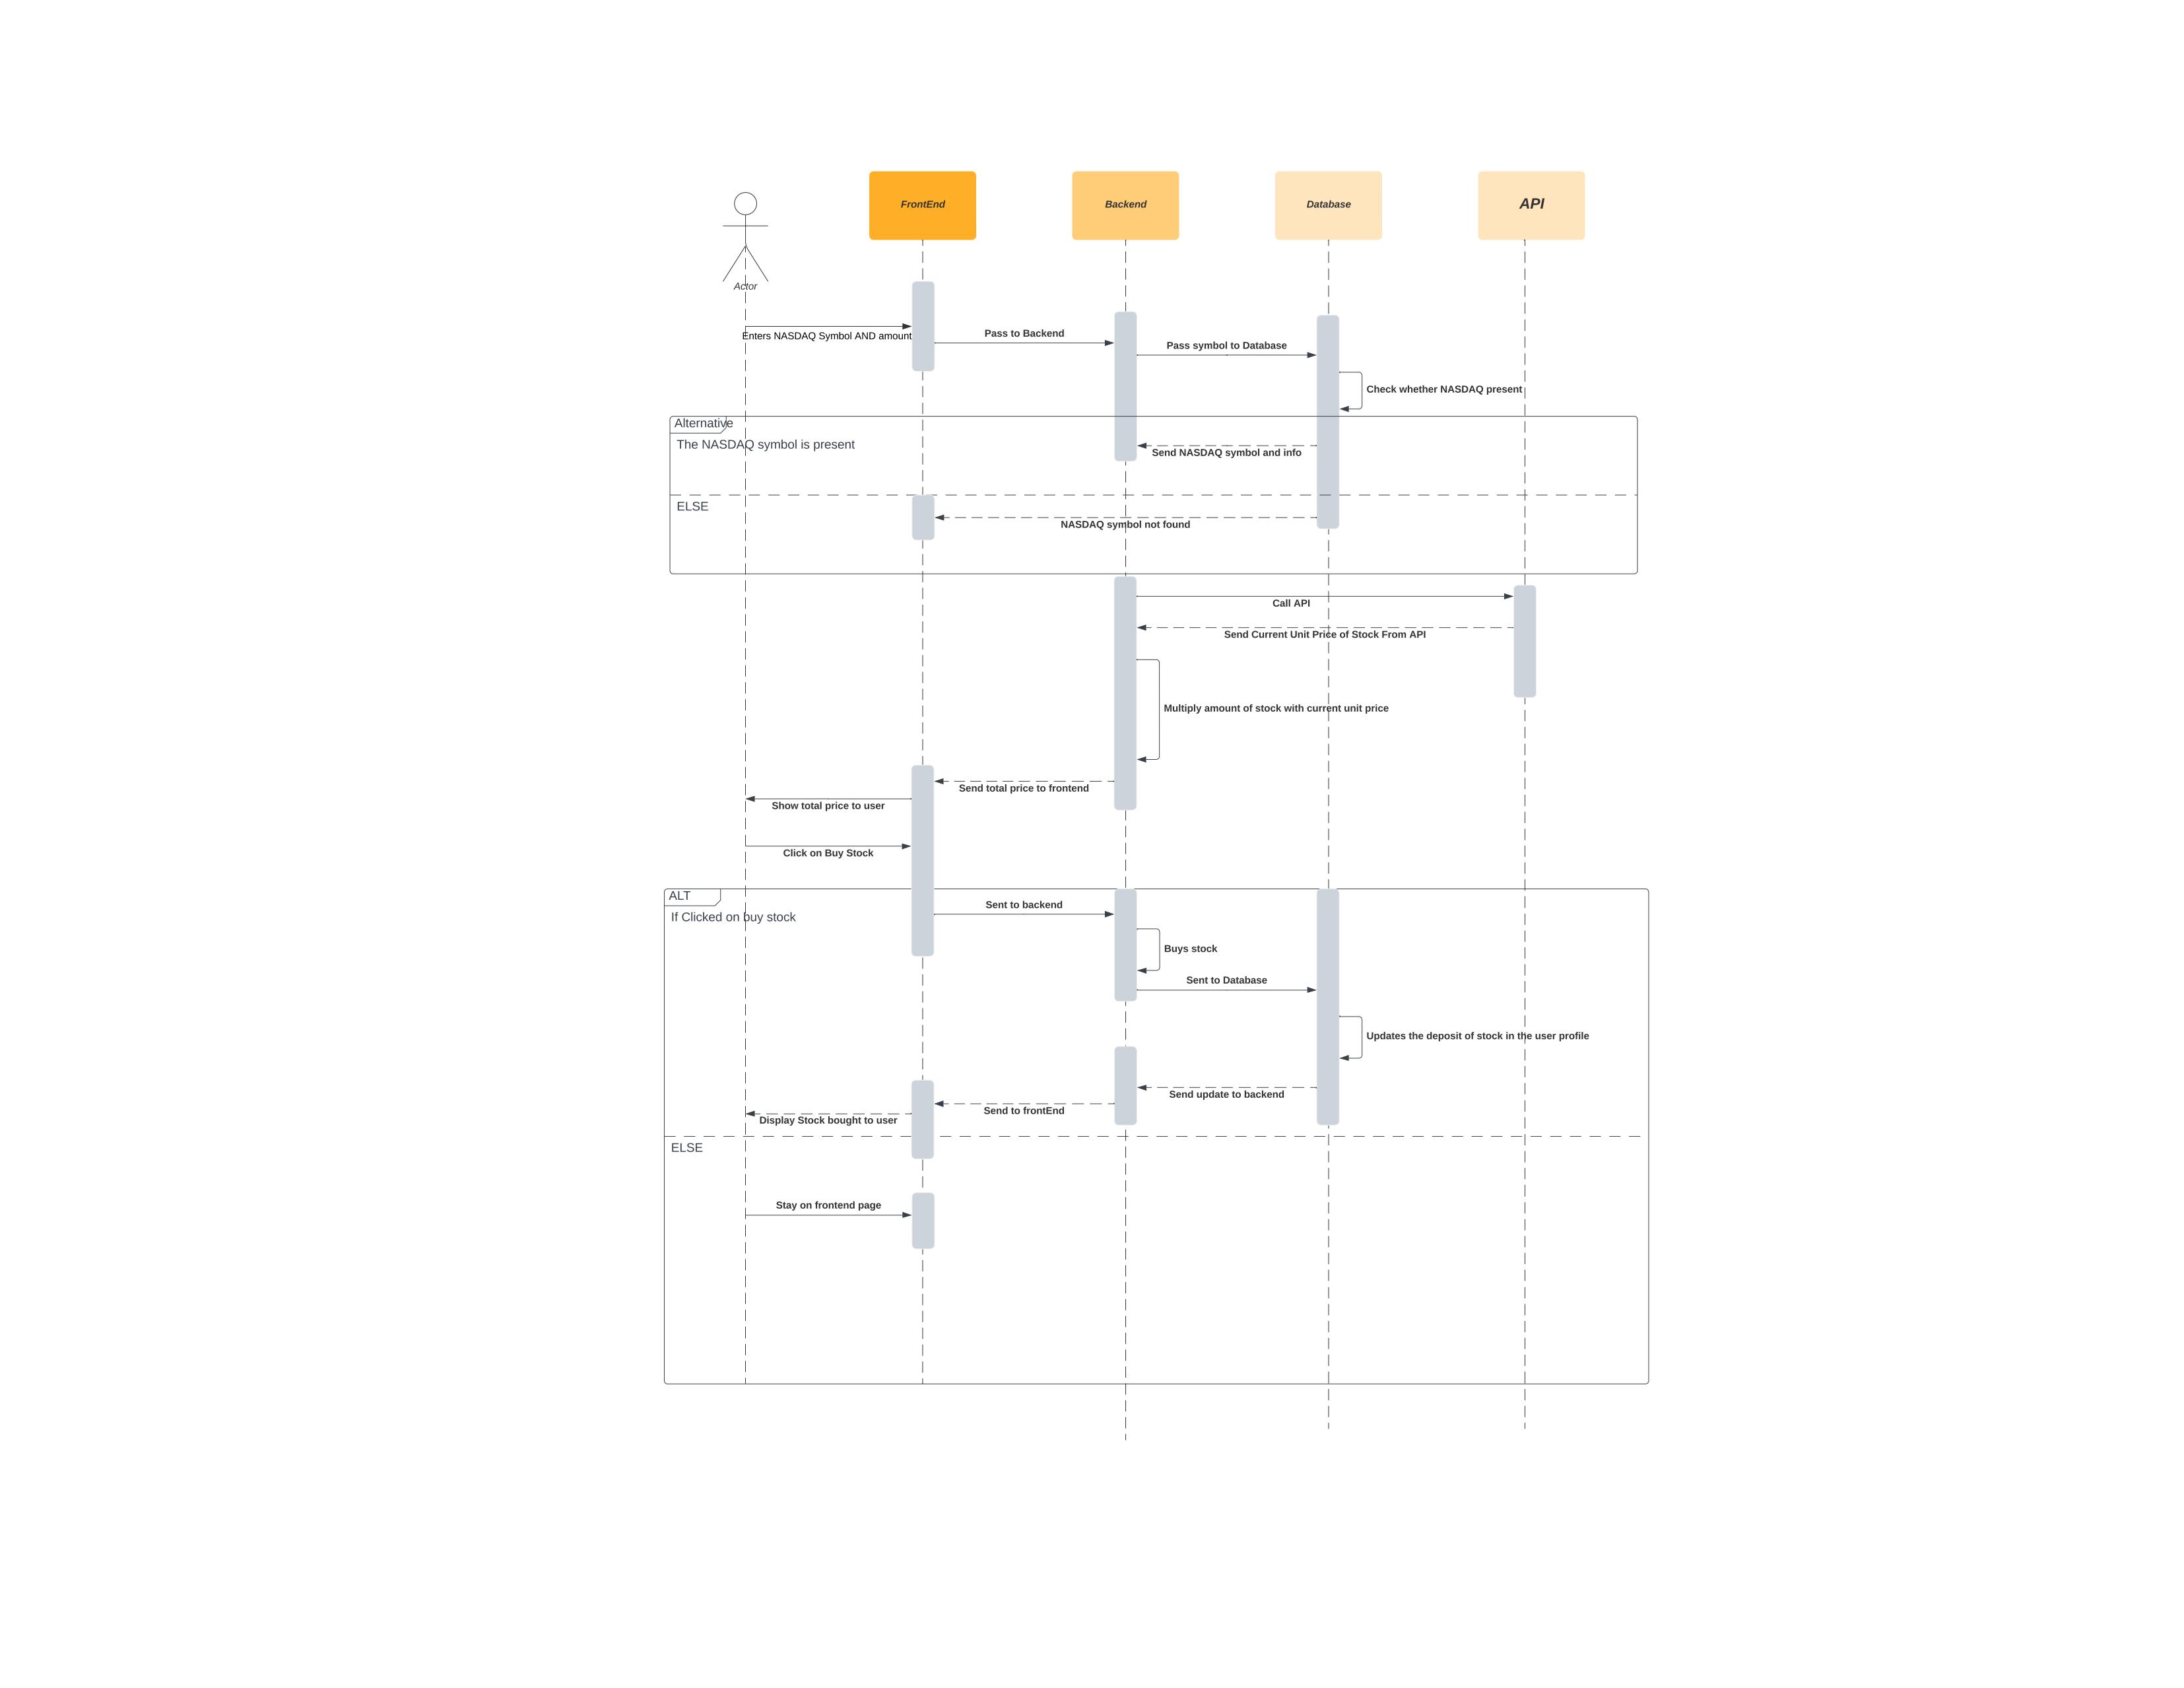 FrontEnd
Backend
Database
API
Actor
Enters NASDAQ Symbol AND amount
Pass to Backend
Pass symbol to Database
Check whether NASDAQ present
Alternative
The NASDAQ symbol is present
Send NASDAQ symbol and info
ELSE
NASDAQ symbol not found
Call API
Send Current Unit Price of Stock From API
Multiply amount of stock with current unit price
Send total price to frontend
Show total price to user
Click on Buy Stock
ALT
If Clicked on buy stock
Sent to backend
Buys stock
Sent to Database
Updates the deposit of stock in the user profile
Send update to backend
Send to frontEnd
Display Stock bought to user
ELSE
Stay on frontend page